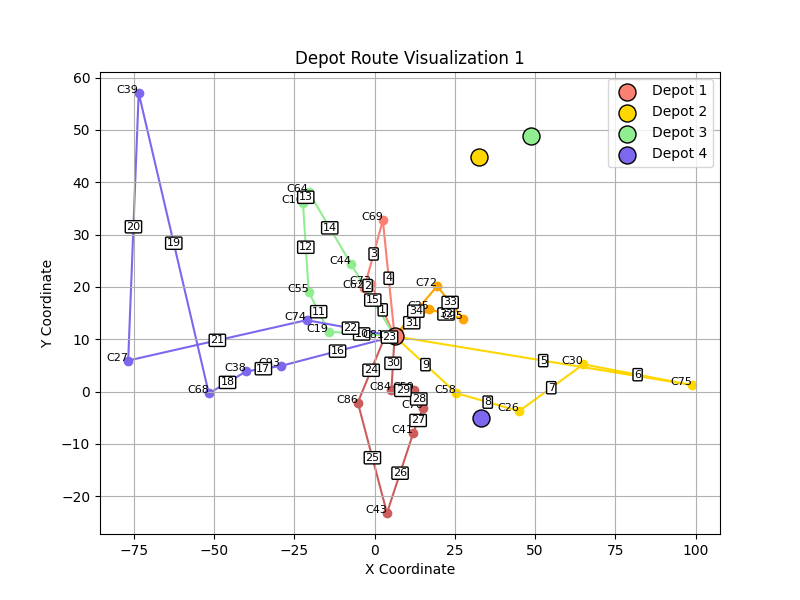 Depot Route Visualization 1
Depot 1
Depot 2
Depot 3
Depot 4
Y Coordinate
60
50
40
30
20
10
0
−10
−20
−75
−50
−25
0
25
50
75
100
X Coordinate
C39
C64
13
C69
20
14
19
12
3
C44
4
C72
2
C55
15
33
11
1
34
C74
31
C19
22
23
21
16
5
C27
C38
C93
17
18
24
30
9
C30
6
C75
C68
C84
29
C58
7
C86
28
8
C26
27
C41
25
26
C43